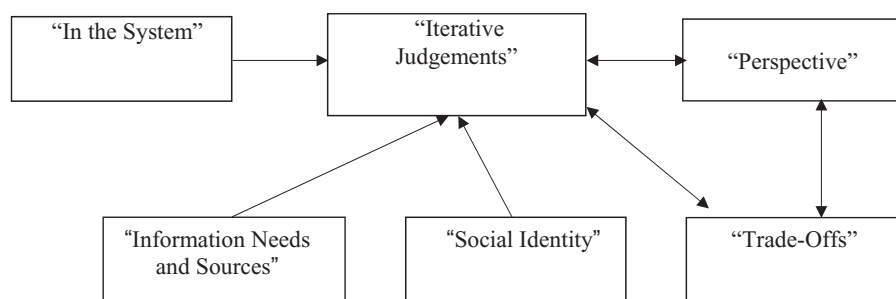 “In the System”
“Iterative
Judgements”
“Perspective”
“Information Needs
and Sources”
“Social Identity”
“Trade-Offs”